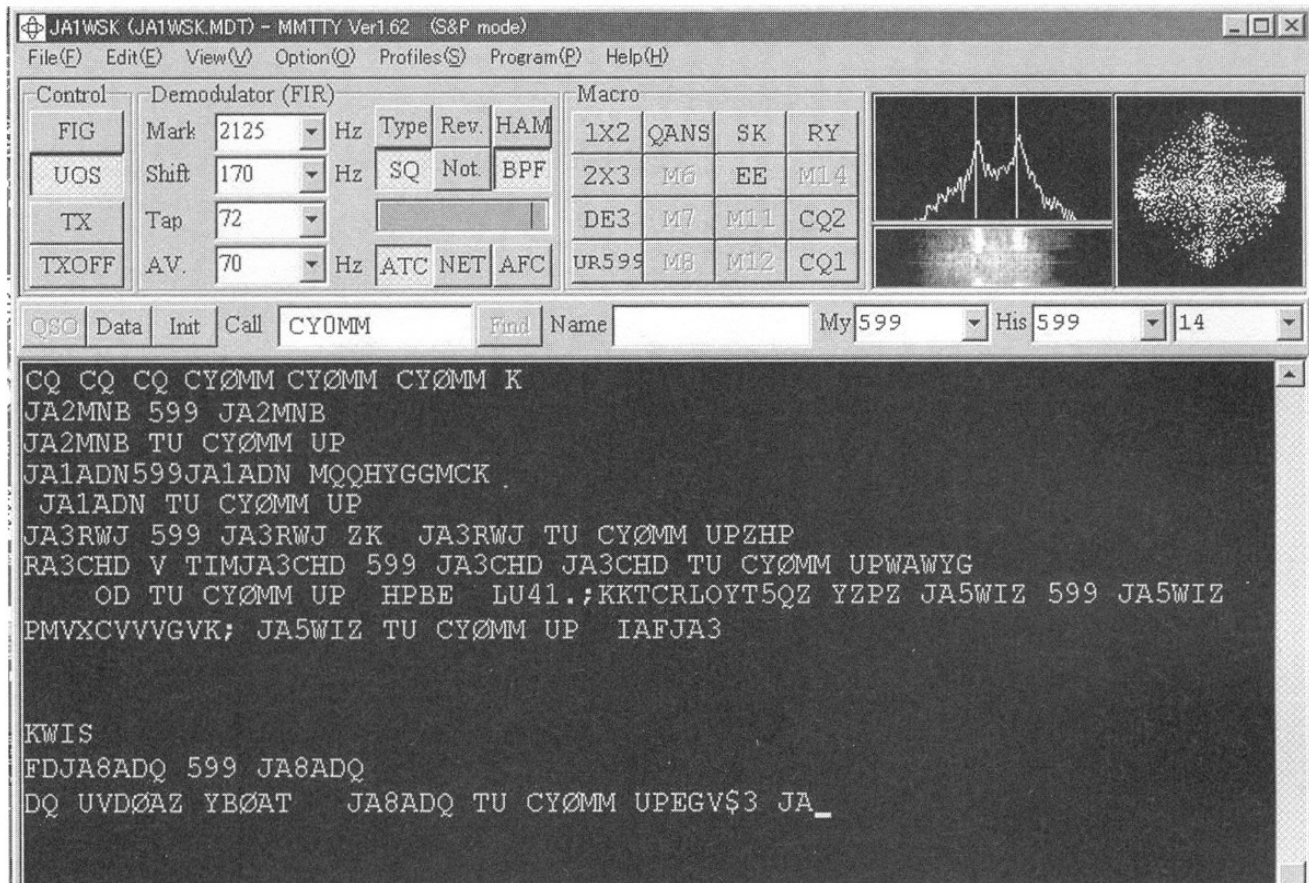 JA1WSK (JA1WSK.MDT) - MMTTY Ver1.62 (S&P mode)
File(F) Edit(E) View(V) Option(O) Profiles(S) Program(P) Help(H)
Control
FIG
UOS
TX
TXOFF
Demodulator (FIR)
Mark 2125 Hz
Shift 170 Hz
Tap 72
AV. 70 Hz
Type Rev. HAM
SQ Not. BPF
ATC NET AFC
Macro
1X2 QANS SK RY
2X3 M6 EE M14
DE3 M7 M11 CQ2
UR599 M8 M12 CQ1
QSO Data Init Call CY0MM Find Name My 599 His 599 14
CQ CQ CQ CYØMM CYØMM CYØMM K
JA2MNB 599 JA2MNB
JA2MNB TU CYØMM UP
JA1ADN599JA1ADN MQQHYGGMCK
JA1ADN TU CYØMM UP
JA3RWJ 599 JA3RWJ ZK JA3RWJ TU CYØMM UPZHP
RA3CHD V TIMJA3CHD 599 JA3CHD JA3CHD TU CYØMM UPWAWYG
OD TU CYØMM UP HPBE LU41.;KKTCRLOYT5QZ YZPZ JA5WIZ 599 JA5WIZ
PMVXCVVVGVK; JA5WIZ TU CYØMM UP IAFJA3
KWIS
FDJA8ADQ 599 JA8ADQ
DQ UVDØAZ YBØAT JA8ADQ TU CYØMM UPEGV$3 JA_